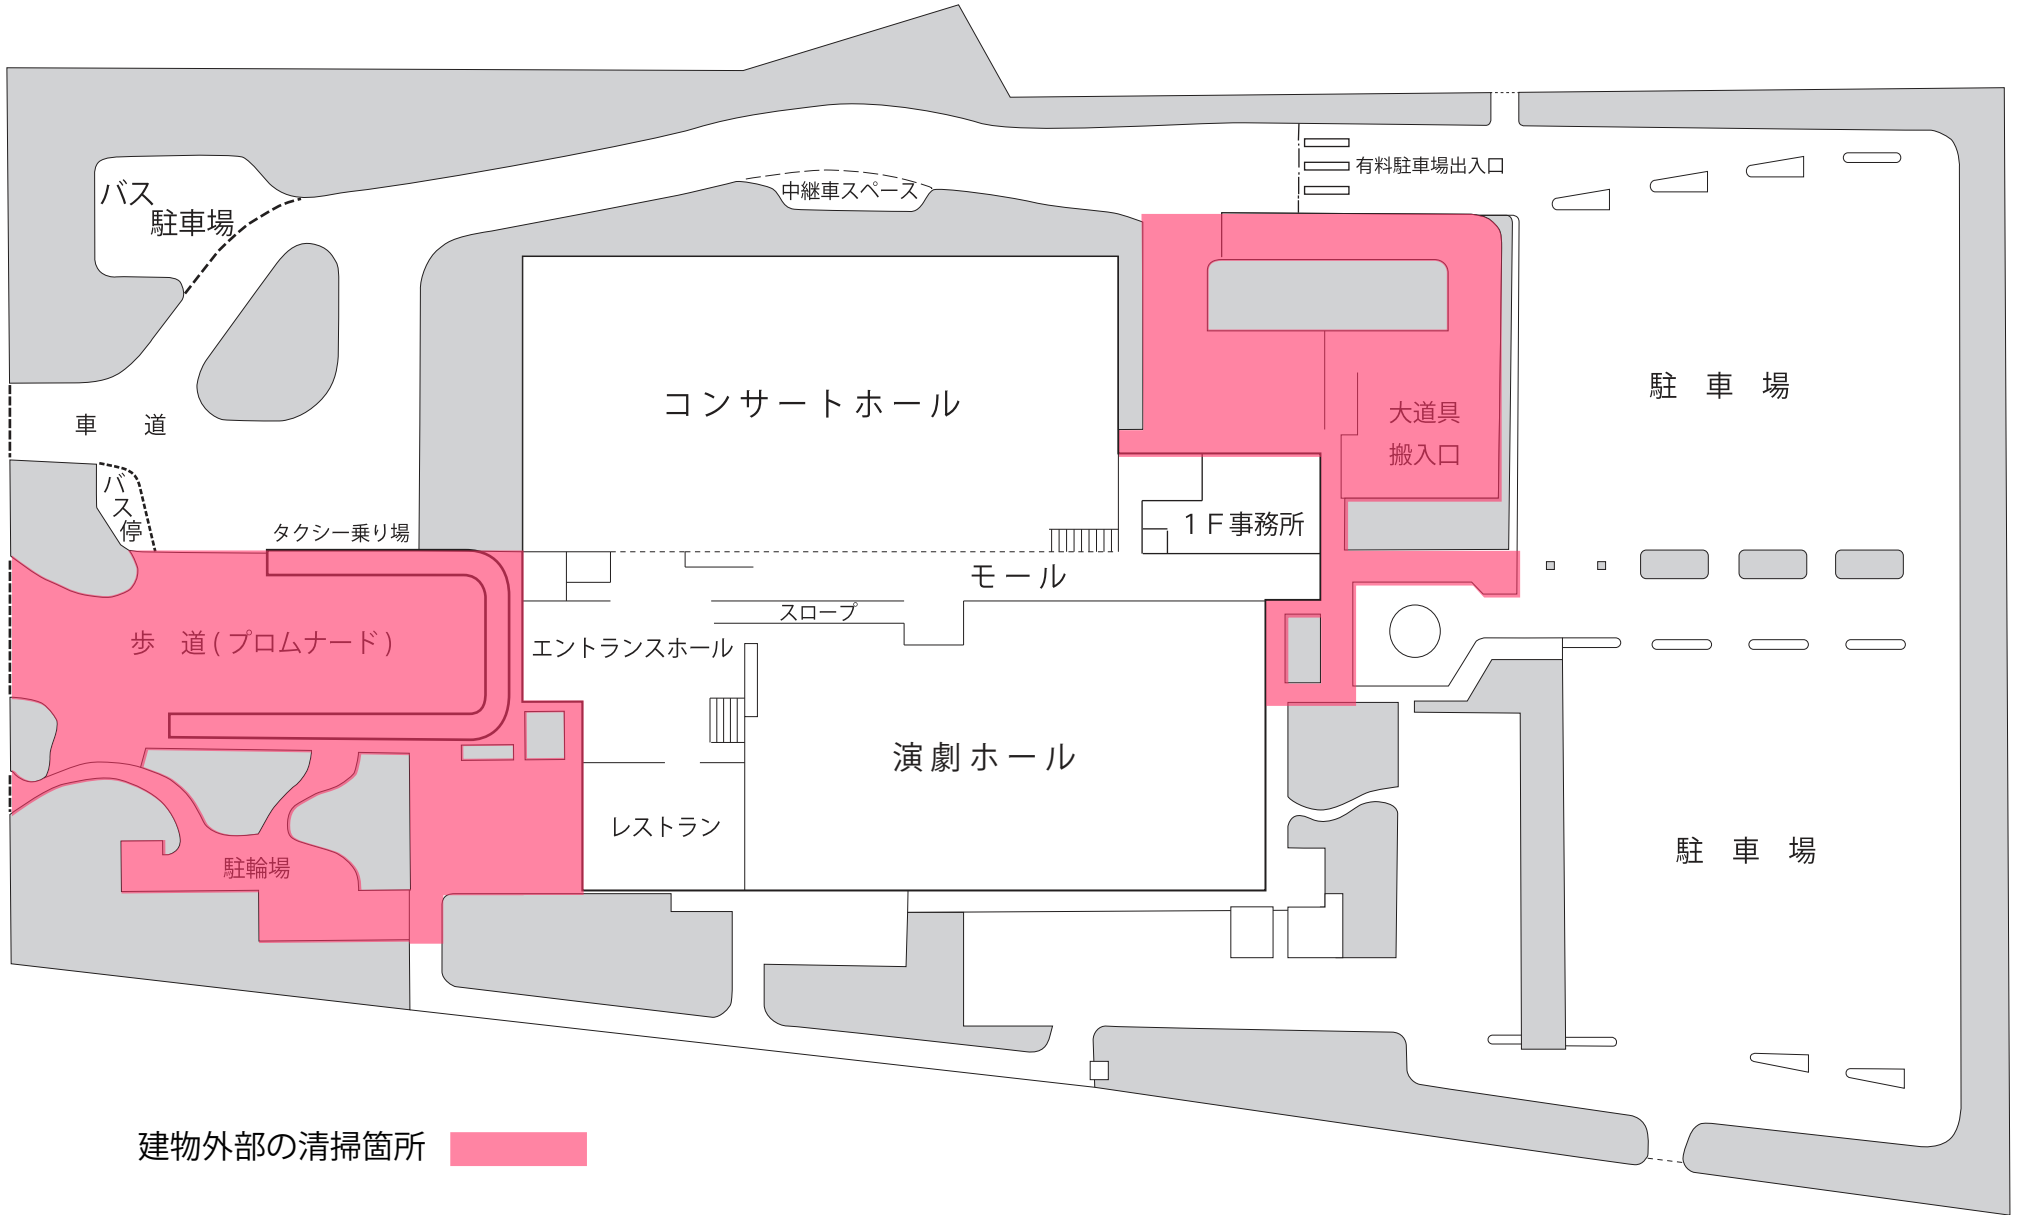 有料駐車場出入口
中継車スペース
バス
駐車場
駐 車 場
コンサートホール
大道具
搬入口
車 道
バ
ス
停
タクシー乗り場
1F事務所
モール
スロープ
歩 道(プロムナード)
エントランスホール
演劇ホール
レストラン
駐 車 場
駐輪場
建物外部の清掃箇所